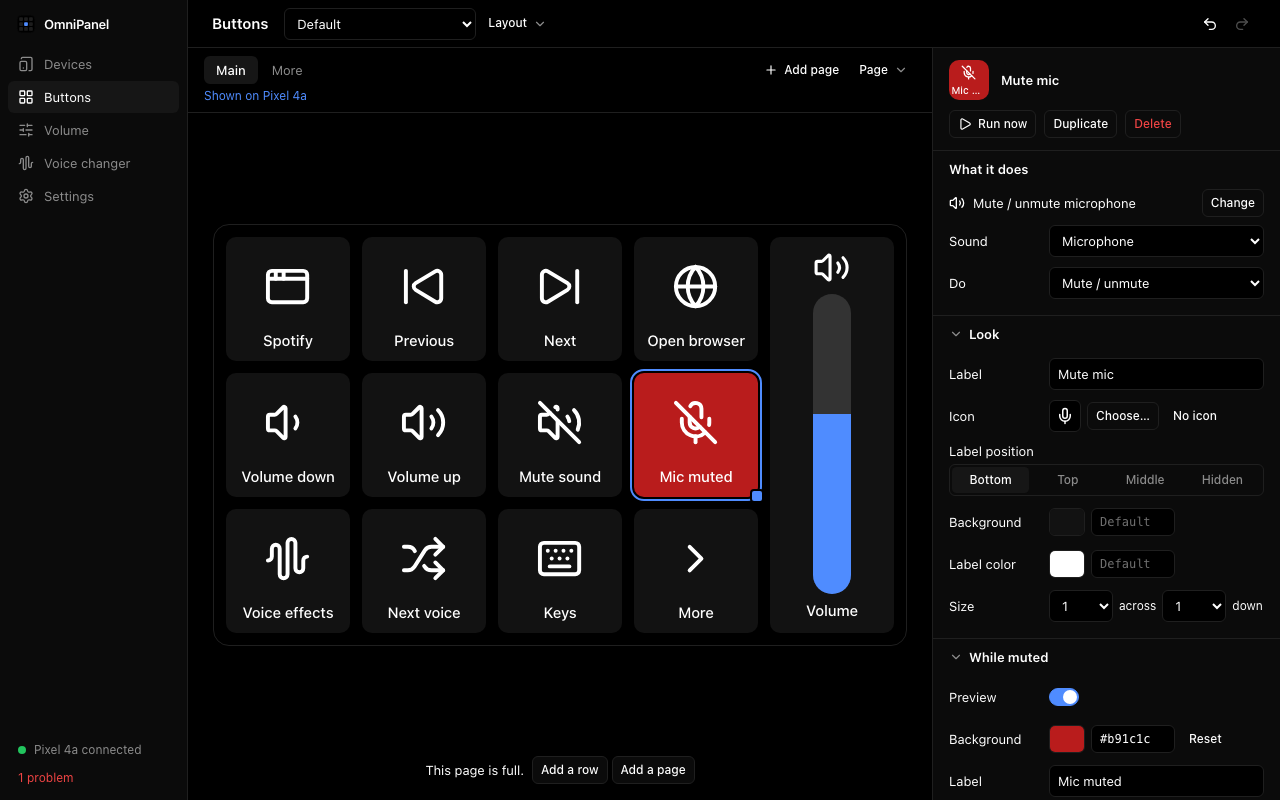 OmniPanel
Devices
Buttons
Volume
Voice changer
Settings
Pixel 4a connected
1 problem
Buttons Default Layout
Main More Add page Page
Shown on Pixel 4a
Spotify Previous Next Open browser
Volume down Volume up Mute sound Mic muted
Voice effects Next voice Keys More Volume
This page is full. Add a row Add a page
Mic ... Mute mic
Run now Duplicate Delete
What it does
Mute / unmute microphone Change
Sound Microphone
Do Mute / unmute
Look
Label Mute mic
Icon Choose... No icon
Label position
Bottom Top Middle Hidden
Background Default
Label color Default
Size 1 across 1 down
While muted
Preview
Background #b91c1c Reset
Label Mic muted